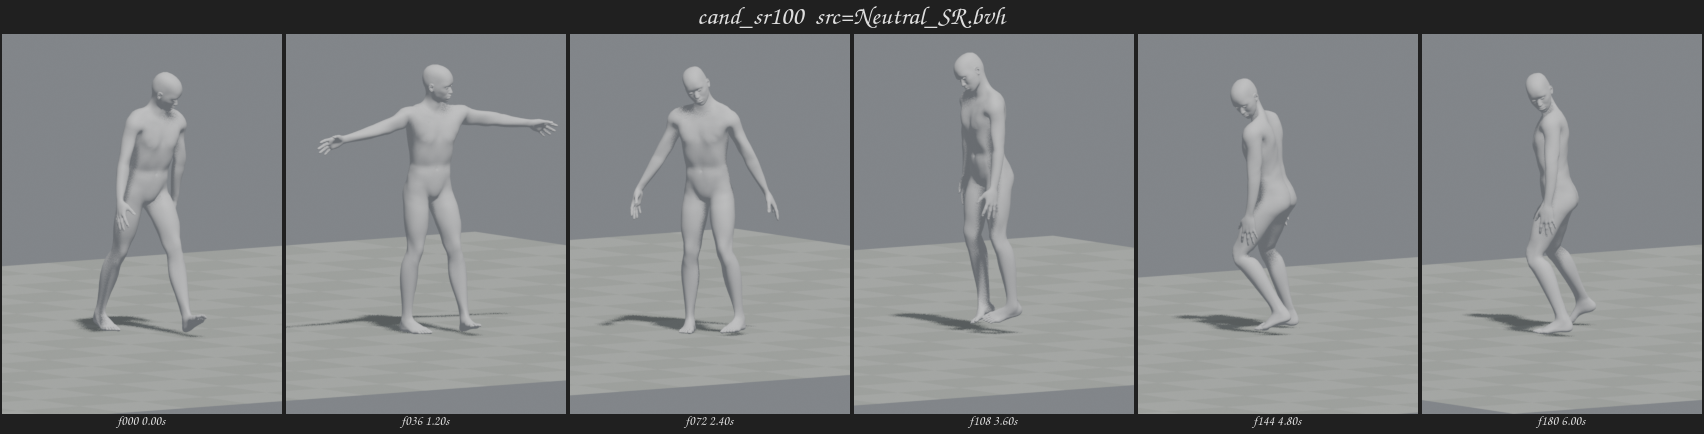 cand_sr100 src=Neutral_SR.bvh
f000 0.00s
f036 1.20s
f072 2.40s
f108 3.60s
f144 4.80s
f180 6.00s